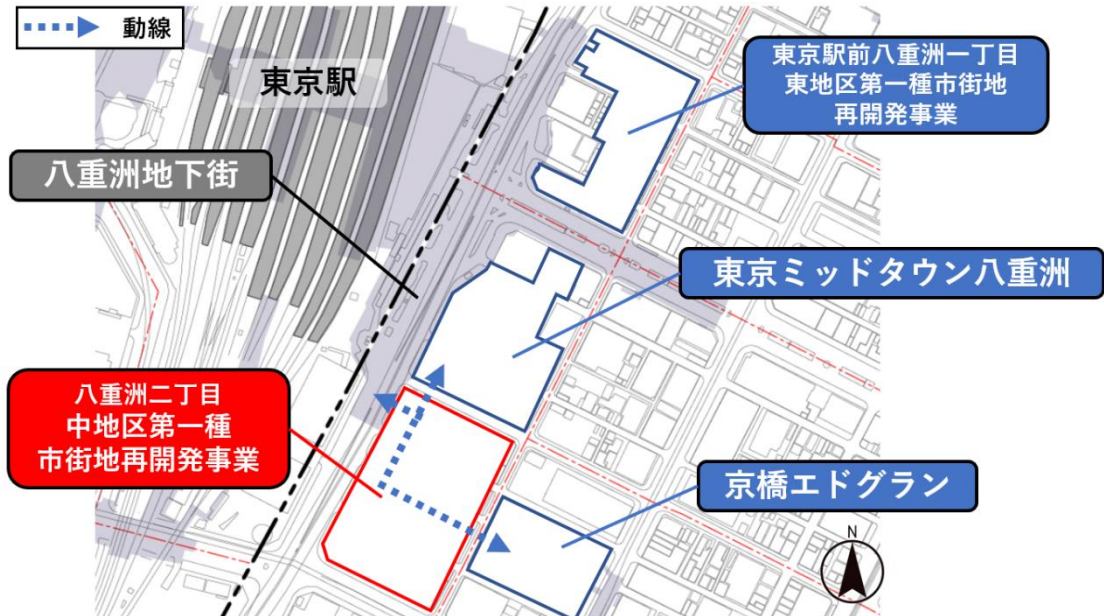 動線
東京駅
東京駅前八重洲一丁目
東地区第一種市街地
再開発事業
八重洲地下街
東京ミッドタウン八重洲
八重洲二丁目
中地区第一種
市街地再開発事業
京橋エドグラン
N